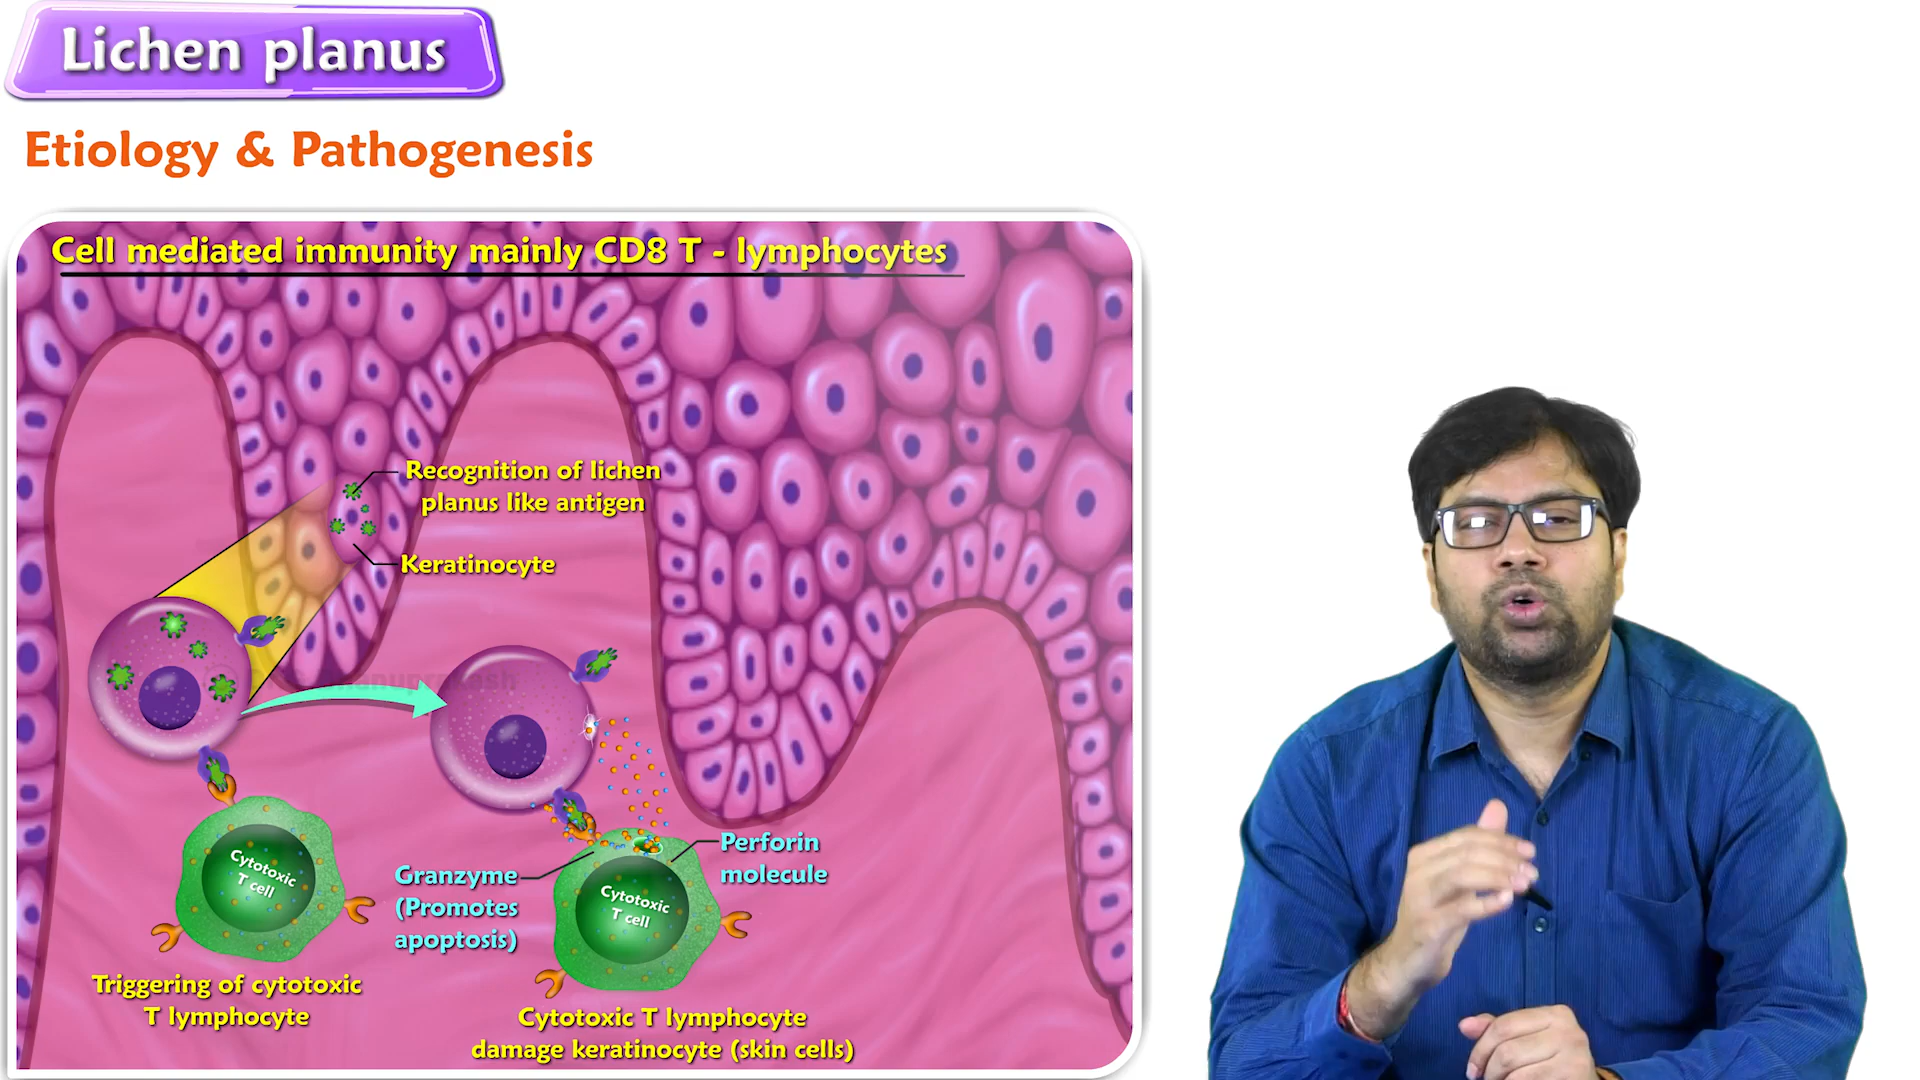 Lichen planus
Etiology & Pathogenesis
Cell mediated immunity mainly CD8 T - lymphocytes
Recognition of lichen
planus like antigen
Keratinocyte
Cytotoxic
T cell
Triggering of cytotoxic
T lymphocyte
Granzyme
(Promotes
apoptosis)
Perforin
molecule
Cytotoxic
T cell
Cytotoxic T lymphocyte
damage keratinocyte (skin cells)